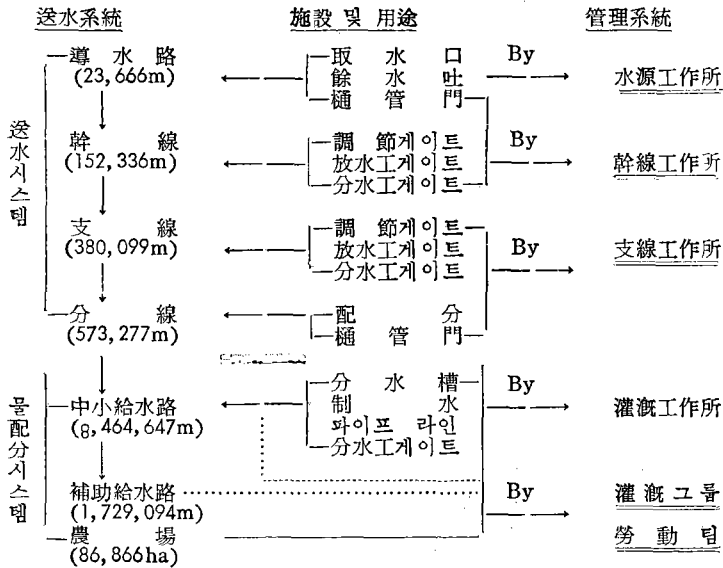 送水系統 施設 및 用途 管理系統
導水路 取水口 By
(23,666m) 餘水吐 水源工作所
樋管門
送水시스템
幹線 調節게이트 By
(152,336m) 放水工게이트 幹線工作所
分水工게이트
支線 調節게이트 By
(380,099m) 放水工게이트 支線工作所
分水工게이트
分線 配分
(573,277m) 樋管門
물配分시스템
分水槽 By
中小給水路 制水 灌漑工作所
(8,464,647m) 파이프 라인
分水工게이트
補助給水路 By 灌漑그룹
(1,729,094m)
農場 勞動팀
(86,866ha)